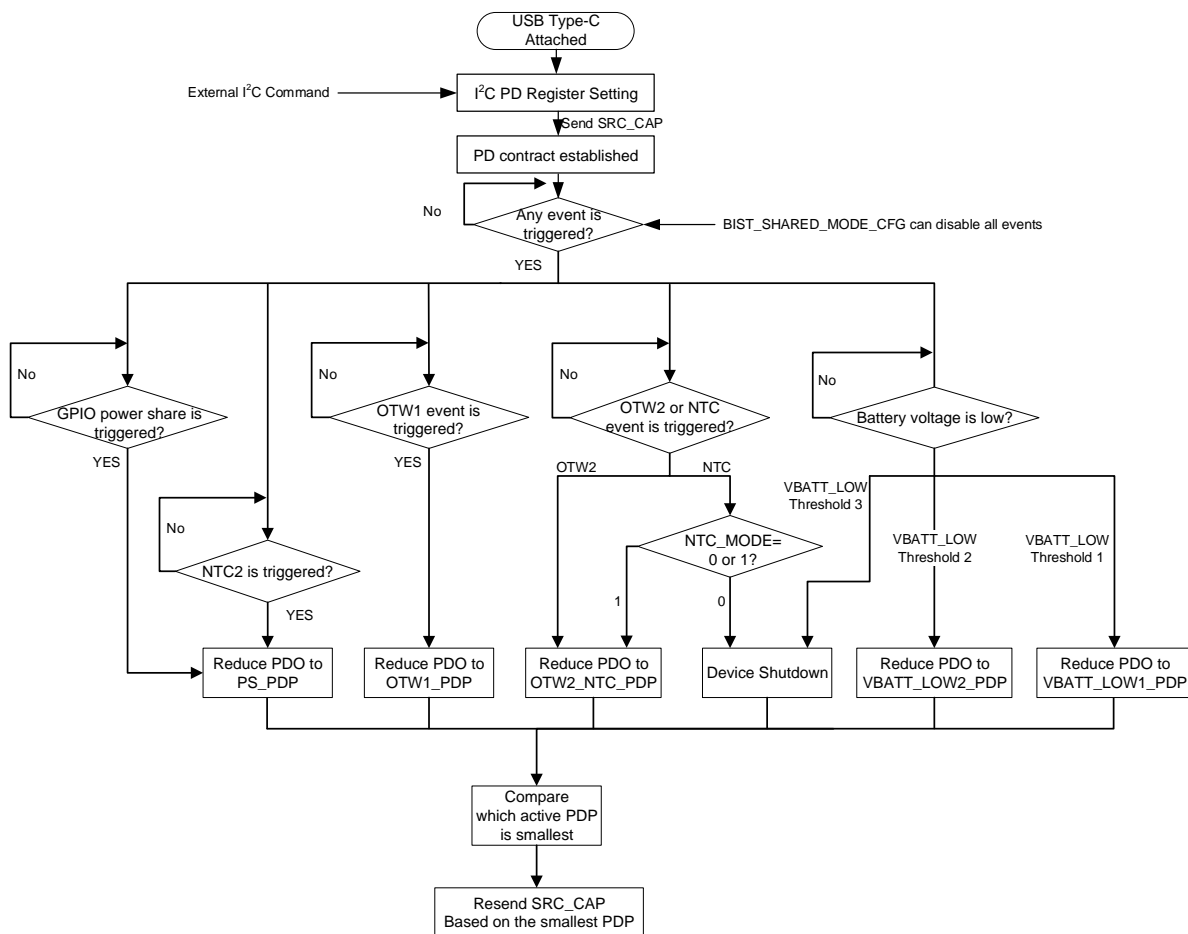 USB Type-C
Attached
External I²C Command
I²C PD Register Setting
Send SRC_CAP
PD contract established
No
Any event is
triggered?
BIST_SHARED_MODE_CFG can disable all events
YES
No
No
No
No
GPIO power share is
triggered?
OTW1 event is
triggered?
OTW2 or NTC
event is triggered?
Battery voltage is low?
YES
YES
OTW2
NTC
VBATT_LOW
Threshold 3
No
NTC_MODE=
0 or 1?
VBATT_LOW
Threshold 2
VBATT_LOW
Threshold 1
NTC2 is triggered?
YES
1
0
Reduce PDO to
PS_PDP
Reduce PDO to
OTW1_PDP
Reduce PDO to
OTW2_NTC_PDP
Device Shutdown
Reduce PDO to
VBATT_LOW2_PDP
Reduce PDO to
VBATT_LOW1_PDP
Compare
which active PDP
is smallest
Resend SRC_CAP
Based on the smallest PDP